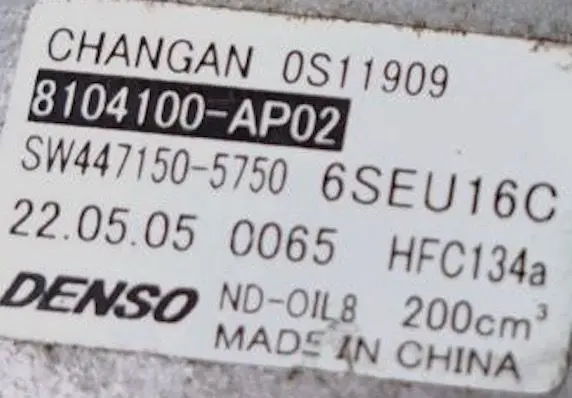 CHANGAN 0S11909
8104100-AP02
SW447150-5750 6SEU16C
22.05.05 0065 HFC134a
DENSO ND-OIL8 200cm³
MADE IN CHINA